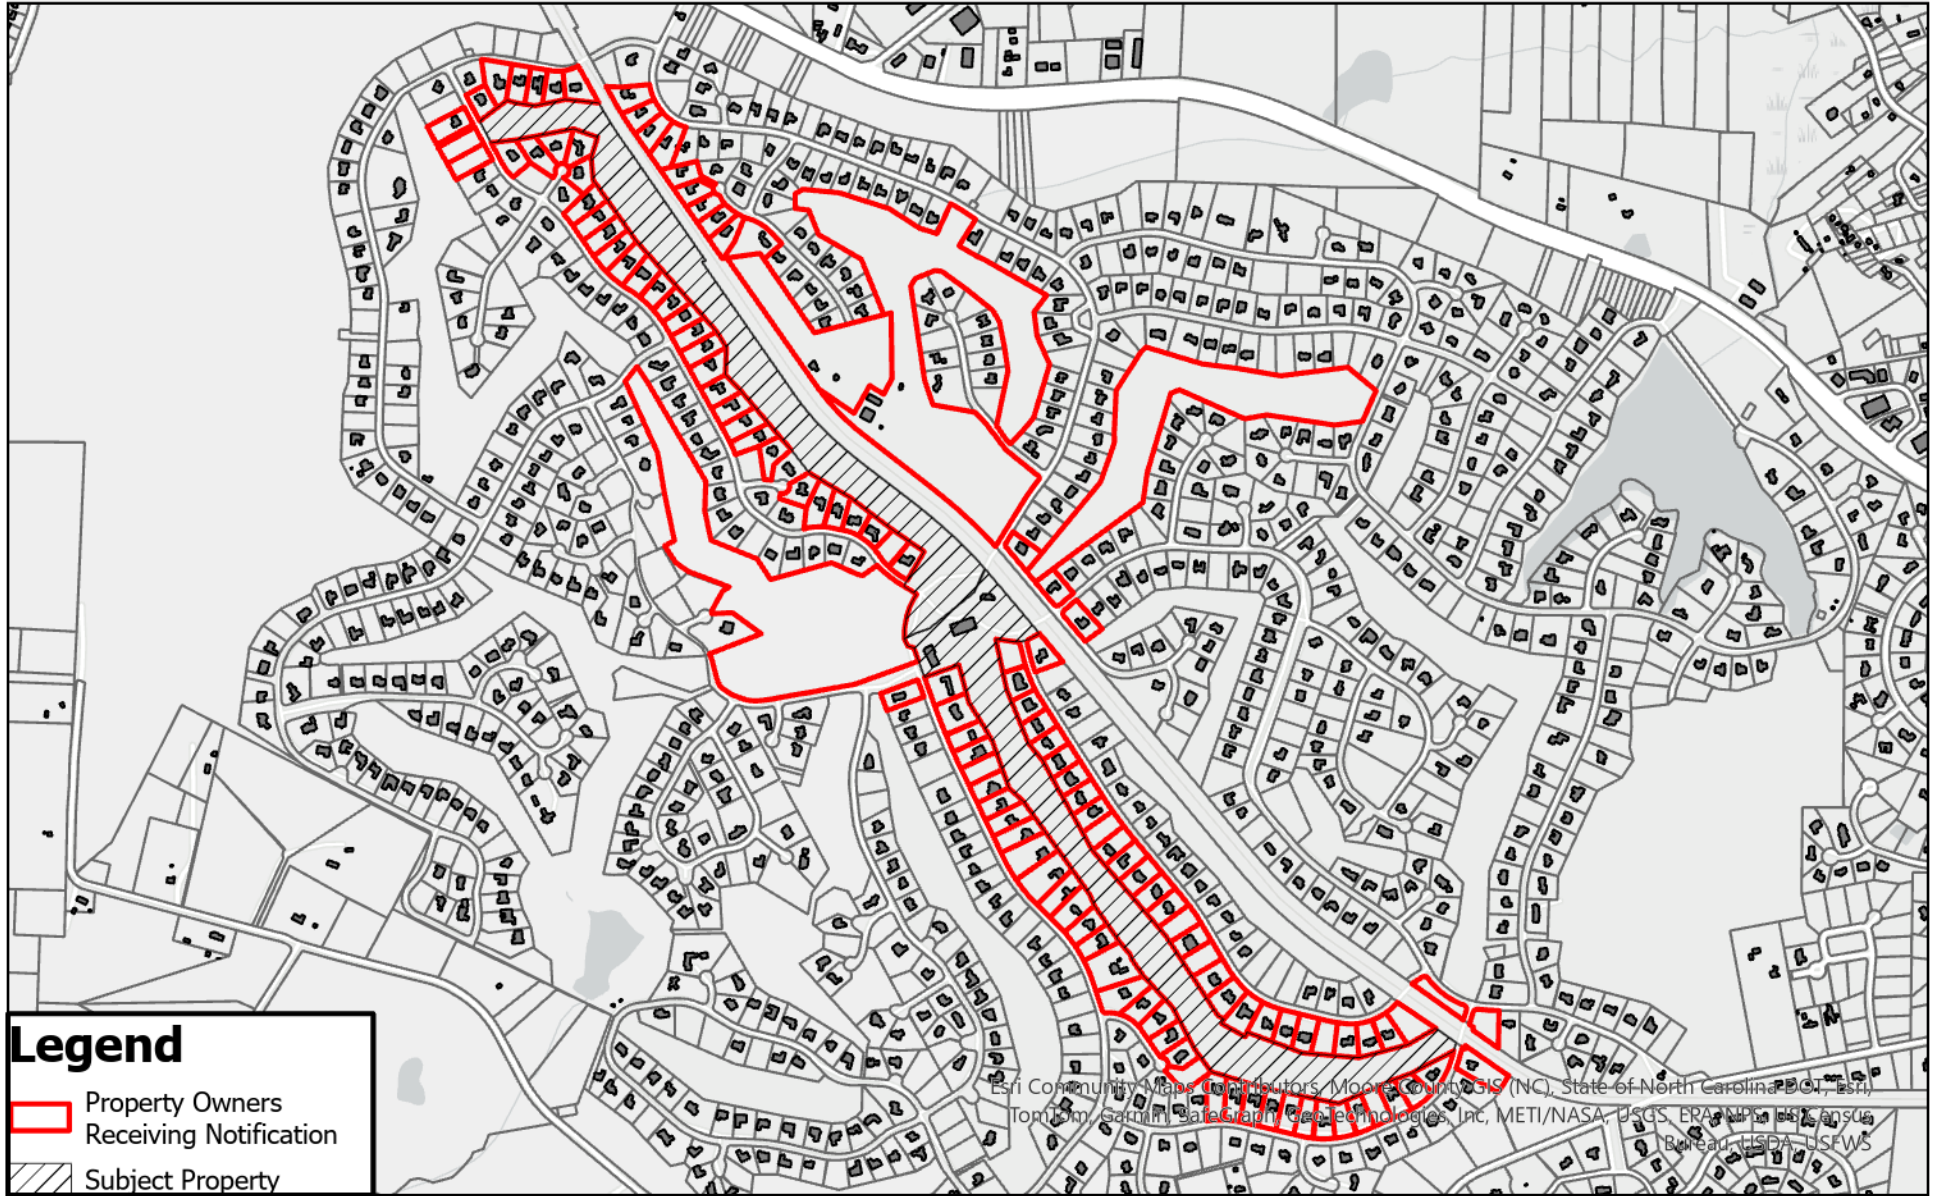 Legend
Property Owners
Receiving Notification
Subject Property
Esri Community Maps Contributors, Moore County GIS (NC), State of North Carolina DOT, Esri,
TomTom, Garmin, SafeGraph, GeoTechnologies, Inc, METI/NASA, USGS, EPA, NPS, US Census
Bureau, USDA, USFWS